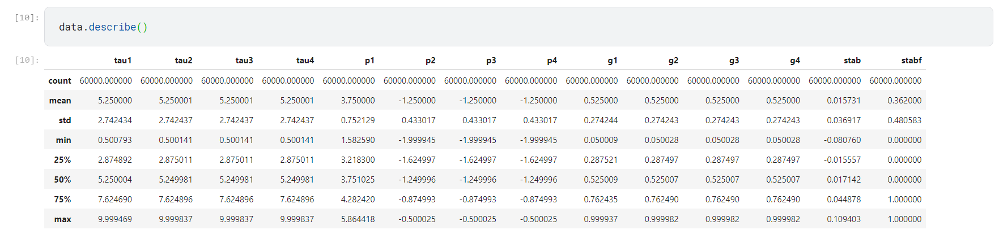 [10]: data.describe()
[10]: tau1 tau2 tau3 tau4 p1 p2 p3 p4 g1 g2 g3 g4 stab stabf
count 60000.000000 60000.000000 60000.000000 60000.000000 60000.000000 60000.000000 60000.000000 60000.000000 60000.000000 60000.000000 60000.000000 60000.000000 60000.000000 60000.000000
mean 5.250000 5.250001 5.250001 5.250001 3.750000 -1.250000 -1.250000 -1.250000 0.525000 0.525000 0.525000 0.525000 0.015731 0.362000
std 2.742434 2.742437 2.742437 2.742437 0.752129 0.433017 0.433017 0.433017 0.274244 0.274243 0.274243 0.274243 0.036917 0.480583
min 0.500793 0.500141 0.500141 0.500141 1.582590 -1.999945 -1.999945 -1.999945 0.050009 0.050028 0.050028 0.050028 -0.080760 0.000000
25% 2.874892 2.875011 2.875011 2.875011 3.218300 -1.624997 -1.624997 -1.624997 0.287521 0.287497 0.287497 0.287497 -0.015557 0.000000
50% 5.250004 5.249981 5.249981 5.249981 3.751025 -1.249996 -1.249996 -1.249996 0.525009 0.525007 0.525007 0.525007 0.017142 0.000000
75% 7.624690 7.624896 7.624896 7.624896 4.282420 -0.874993 -0.874993 -0.874993 0.762435 0.762490 0.762490 0.762490 0.044878 1.000000
max 9.999469 9.999837 9.999837 9.999837 5.864418 -0.500025 -0.500025 -0.500025 0.999937 0.999982 0.999982 0.999982 0.109403 1.000000